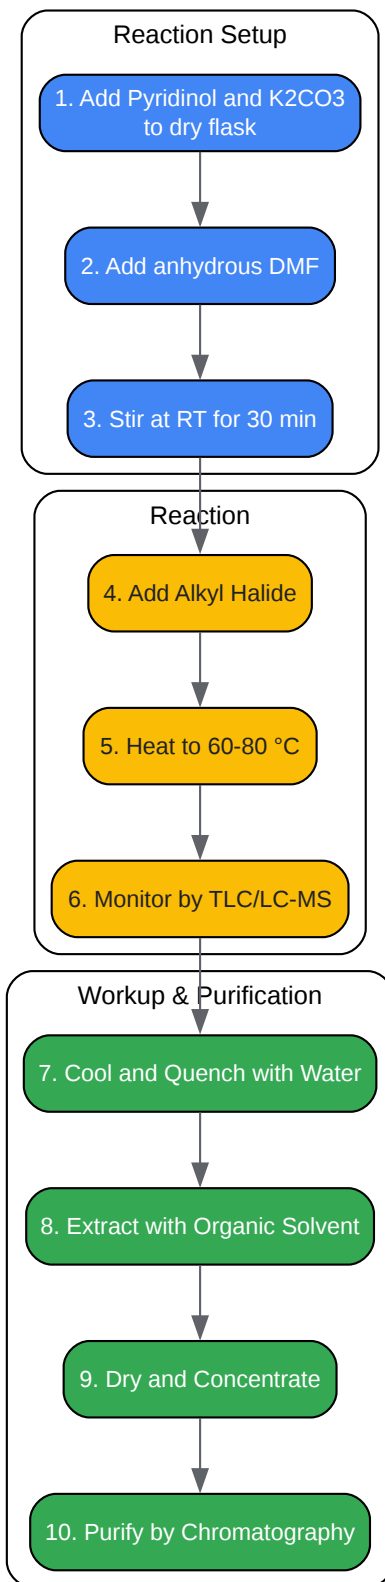 Reaction Setup
1. Add Pyridinol and K2CO3
to dry flask
2. Add anhydrous DMF
3. Stir at RT for 30 min
Reaction
4. Add Alkyl Halide
5. Heat to 60-80 °C
6. Monitor by TLC/LC-MS
Workup & Purification
7. Cool and Quench with Water
8. Extract with Organic Solvent
9. Dry and Concentrate
10. Purify by Chromatography